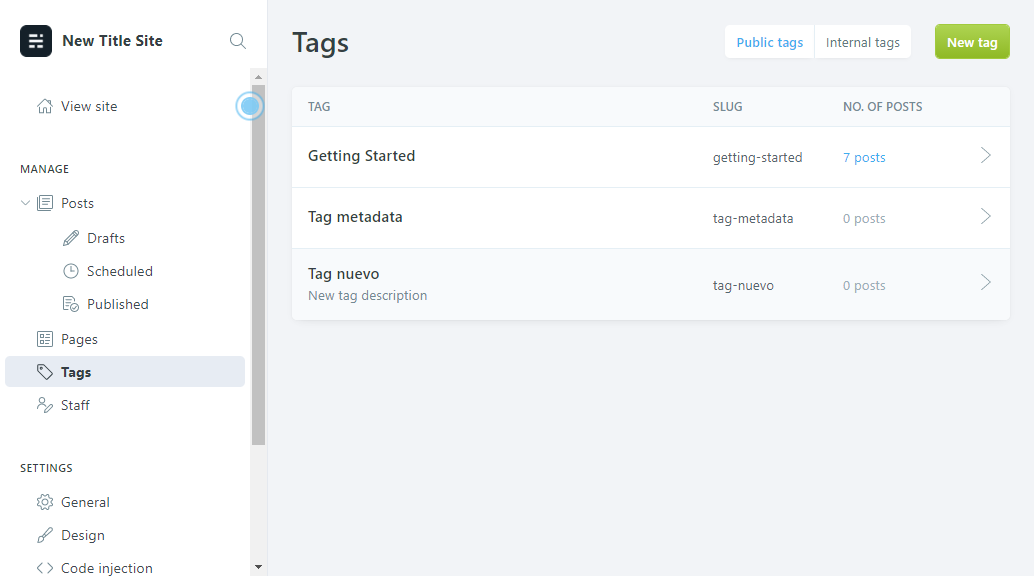 New Title Site
View site
MANAGE
Posts
Drafts
Scheduled
Published
Pages
Tags
Staff
SETTINGS
General
Design
Code injection
Tags
Public tags
Internal tags
New tag
TAG SLUG NO. OF POSTS
Getting Started getting-started 7 posts
Tag metadata tag-metadata 0 posts
Tag nuevo tag-nuevo 0 posts
New tag description